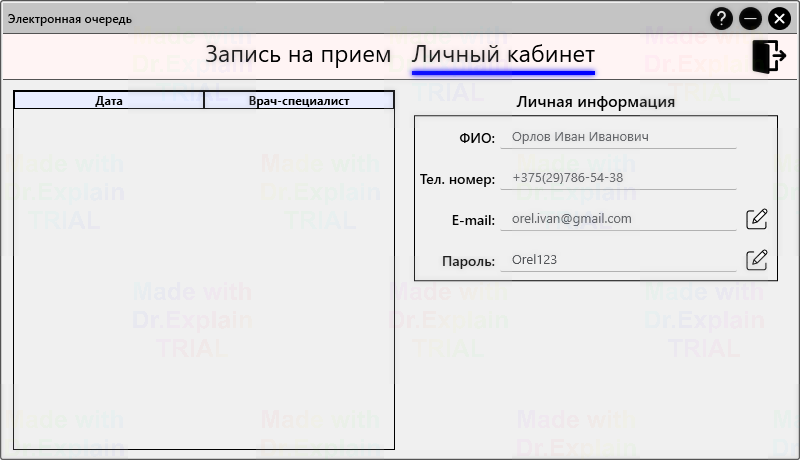 Электронная очередь
Запись на прием Личный кабинет
Дата Врач-специалист
Личная информация
ФИО: Орлов Иван Иванович
Тел. номер: +375(29)786-54-38
E-mail: orel.ivan@gmail.com
Пароль: Orel123
Made with
Dr.Explain
TRIAL